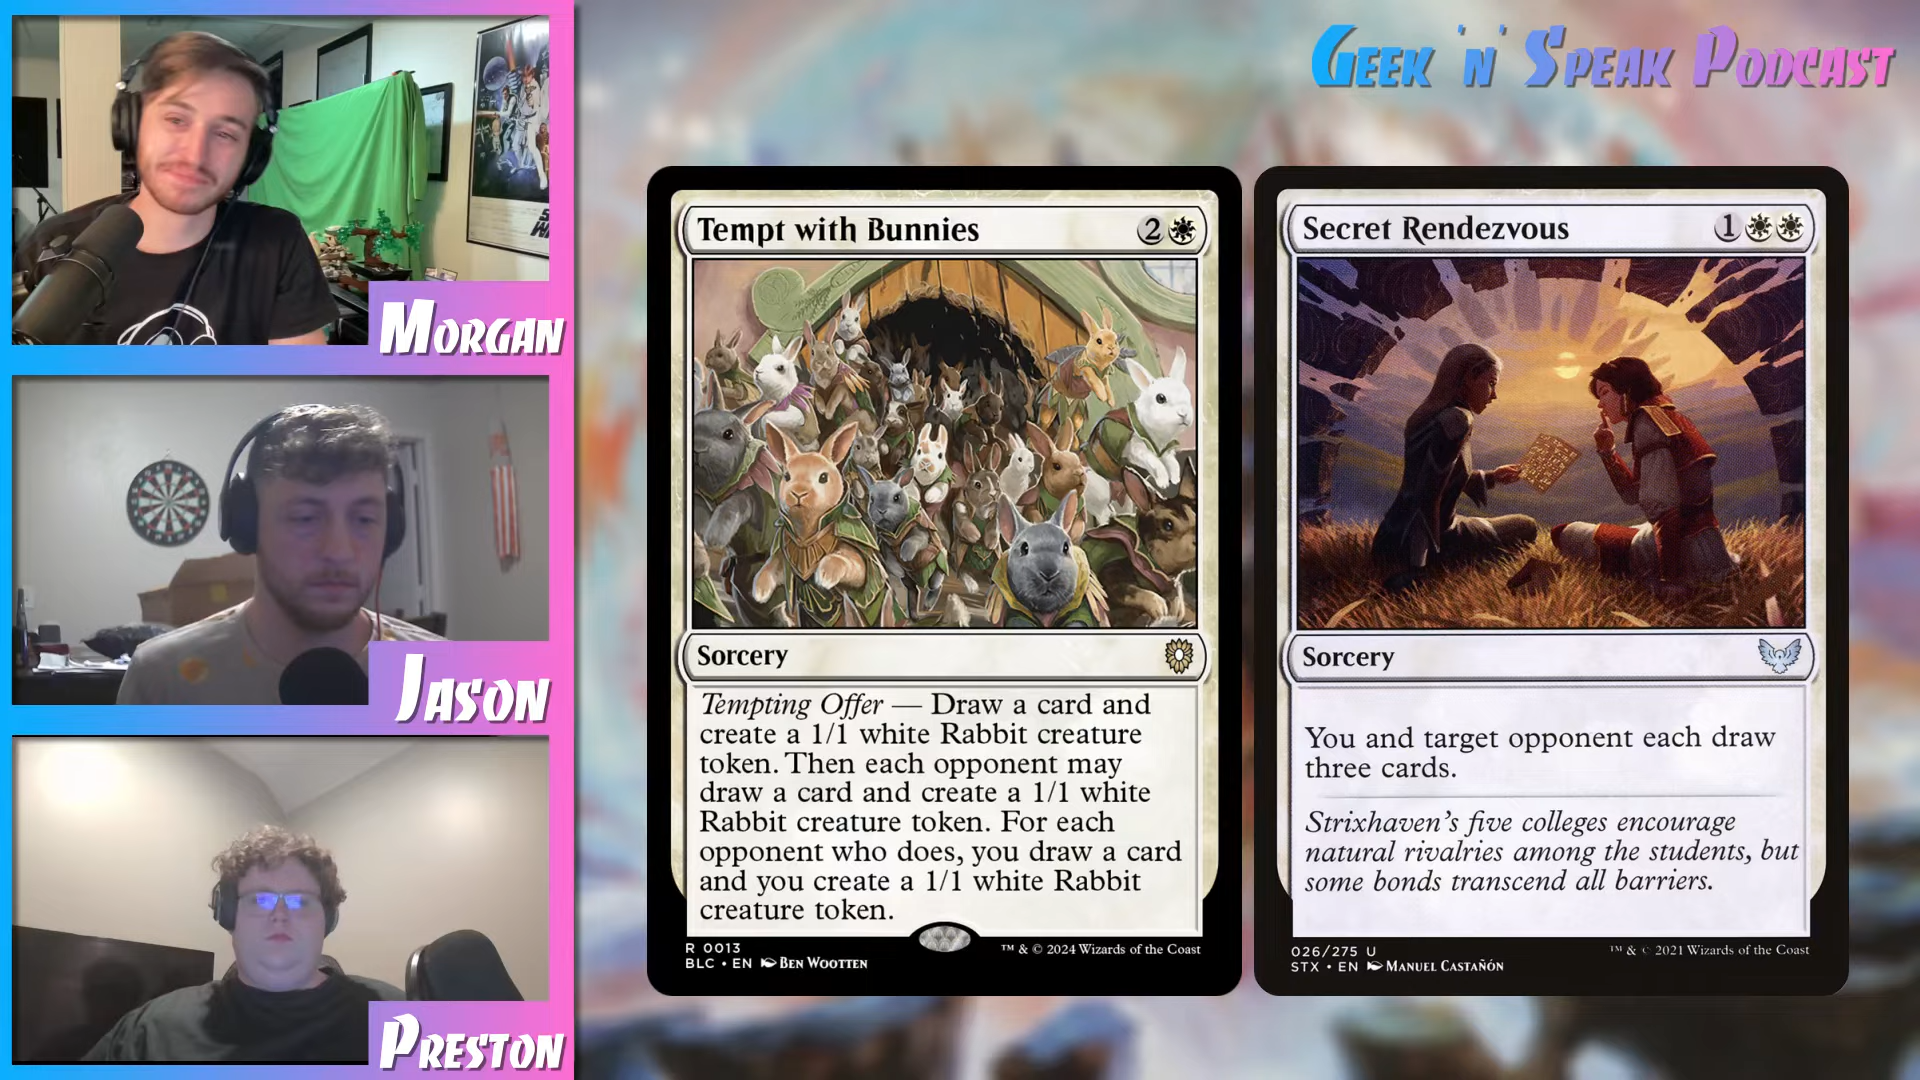 GEEK 'N' SPEAK PODCAST
MORGAN
JASON
PRESTON
Tempt with Bunnies 2
Sorcery
Tempting Offer — Draw a card and
create a 1/1 white Rabbit creature
token. Then each opponent may
draw a card and create a 1/1 white
Rabbit creature token. For each
opponent who does, you draw a card
and you create a 1/1 white Rabbit
creature token.
R 0013
BLC • EN BEN WOOTTEN
™ & © 2024 Wizards of the Coast
Secret Rendezvous 1
Sorcery
You and target opponent each draw
three cards.
Strixhaven's five colleges encourage
natural rivalries among the students, but
some bonds transcend all barriers.
026/275 U
STX • EN MANUEL CASTAÑÓN
™ & © 2021 Wizards of the Coast